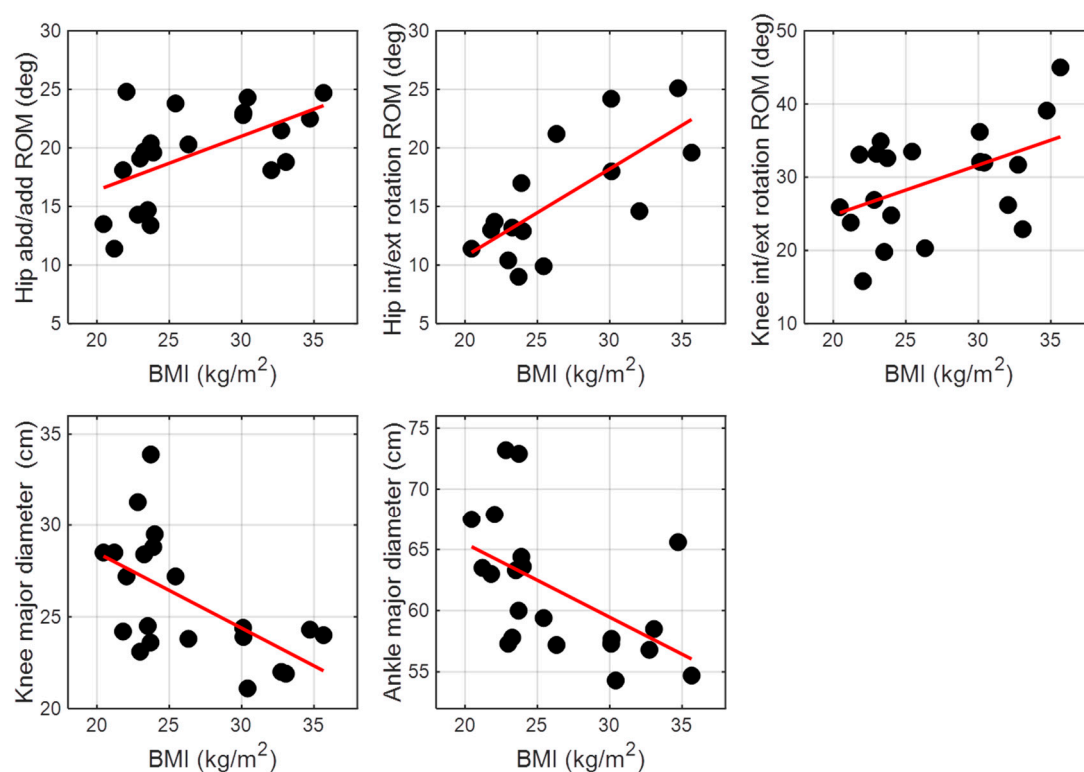 Hip abd/add ROM (deg)
30
25
20
15
10
5
20 25 30 35
BMI (kg/m²)
Hip int/ext rotation ROM (deg)
30
25
20
15
10
5
20 25 30 35
BMI (kg/m²)
Knee int/ext rotation ROM (deg)
50
40
30
20
10
20 25 30 35
BMI (kg/m²)
Knee major diameter (cm)
35
30
25
20
20 25 30 35
BMI (kg/m²)
Ankle major diameter (cm)
75
70
65
60
55
20 25 30 35
BMI (kg/m²)